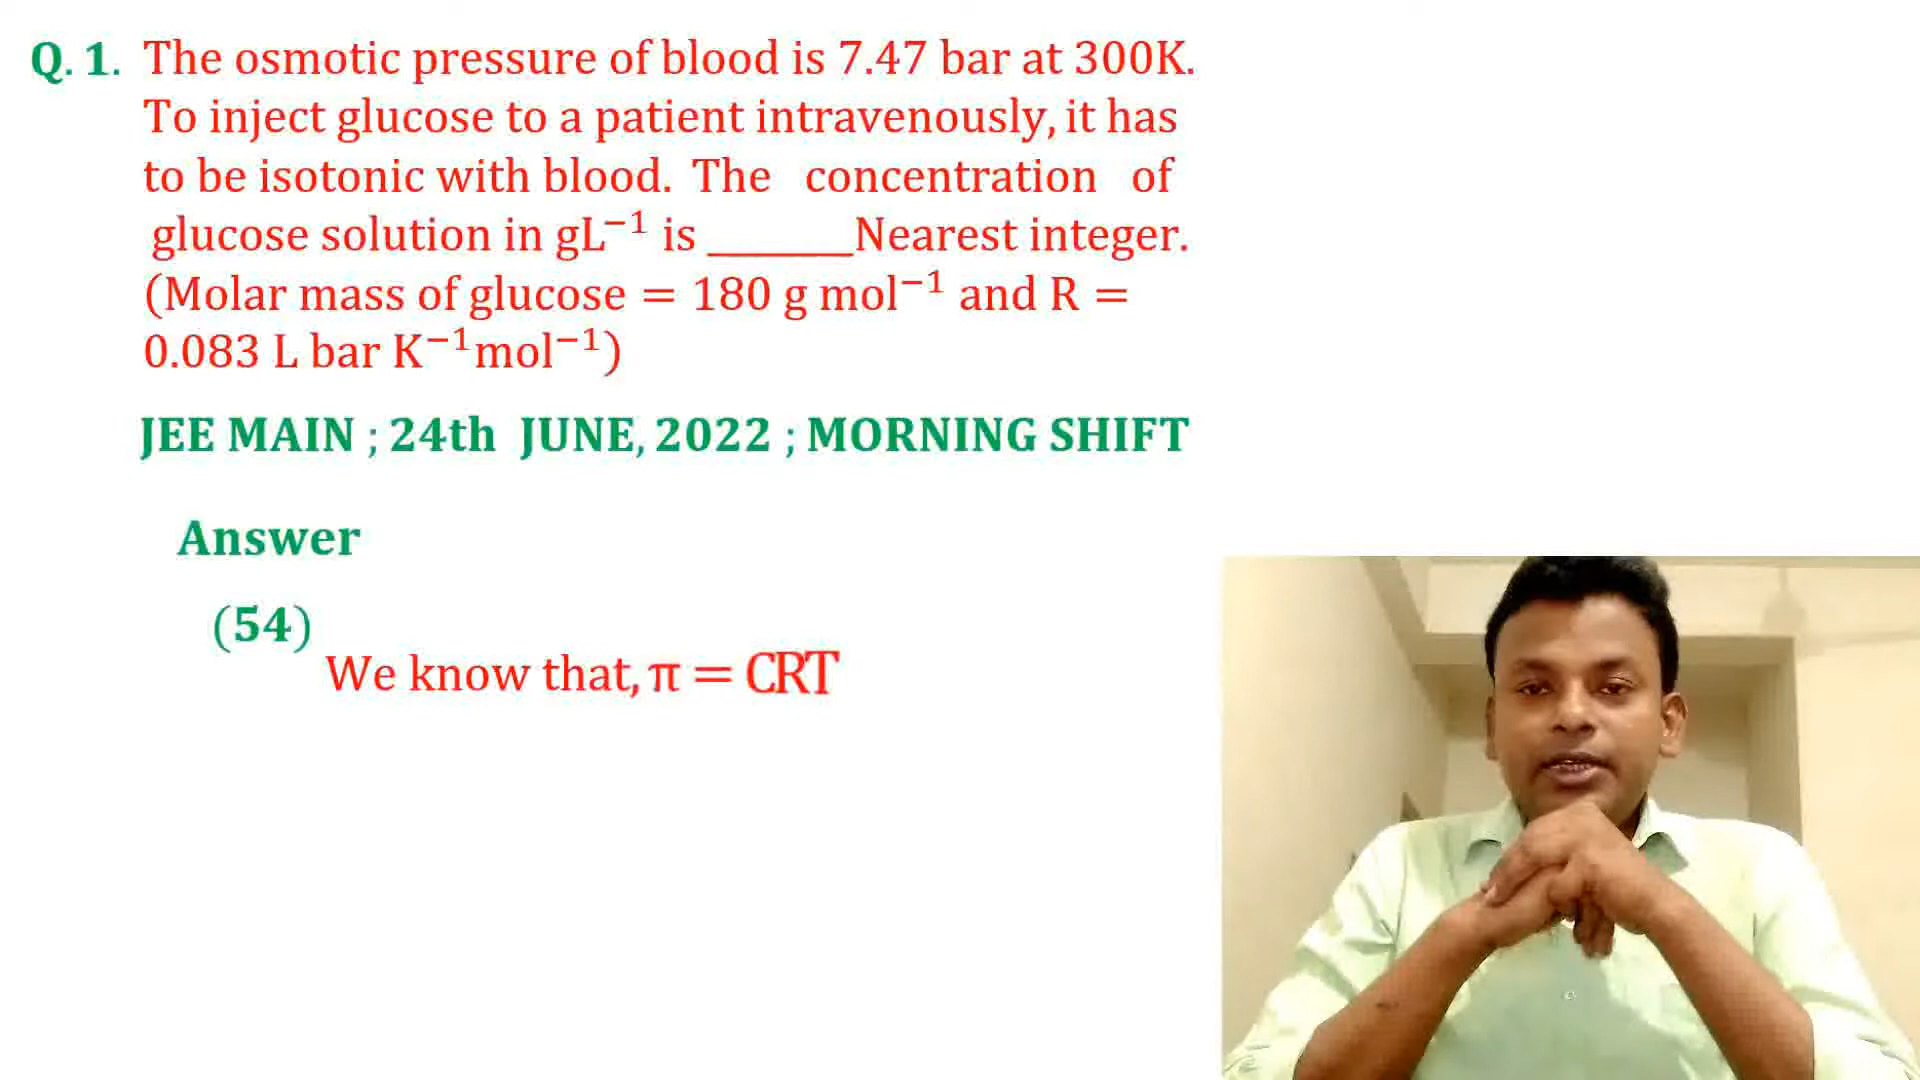 Q. 1. The osmotic pressure of blood is 7.47 bar at 300K.
To inject glucose to a patient intravenously, it has
to be isotonic with blood. The concentration of
glucose solution in gL⁻¹ is ______Nearest integer.
(Molar mass of glucose = 180 g mol⁻¹ and R =
0.083 L bar K⁻¹mol⁻¹)
JEE MAIN ; 24th JUNE, 2022 ; MORNING SHIFT
Answer
(54)
We know that, π = CRT